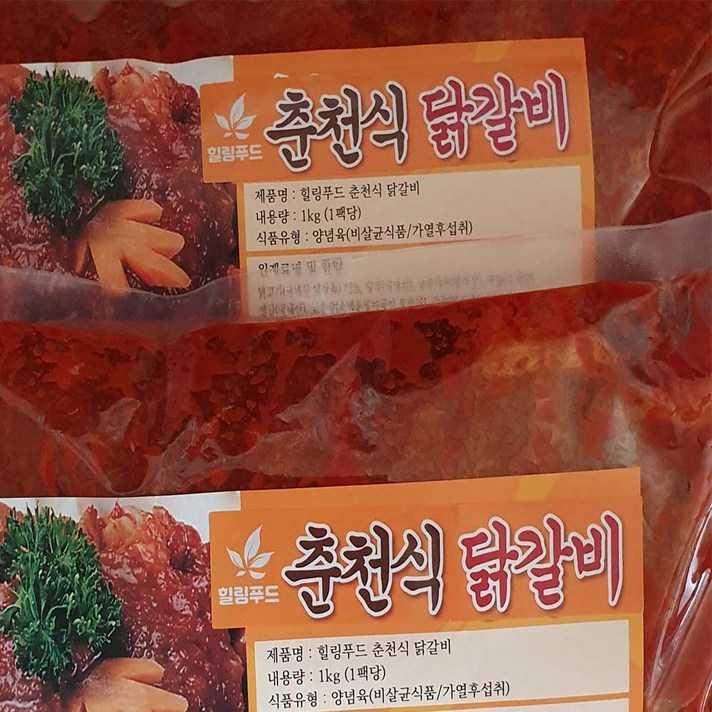 힐링푸드
춘천식 닭갈비
제품명 : 힐링푸드 춘천식 닭갈비
내용량 : 1kg (1팩당)
식품유형 : 양념육(비살균식품/가열후섭취)
힐링푸드
춘천식 닭갈비
제품명 : 힐링푸드 춘천식 닭갈비
내용량 : 1kg (1팩당)
식품유형 : 양념육(비살균식품/가열후섭취)